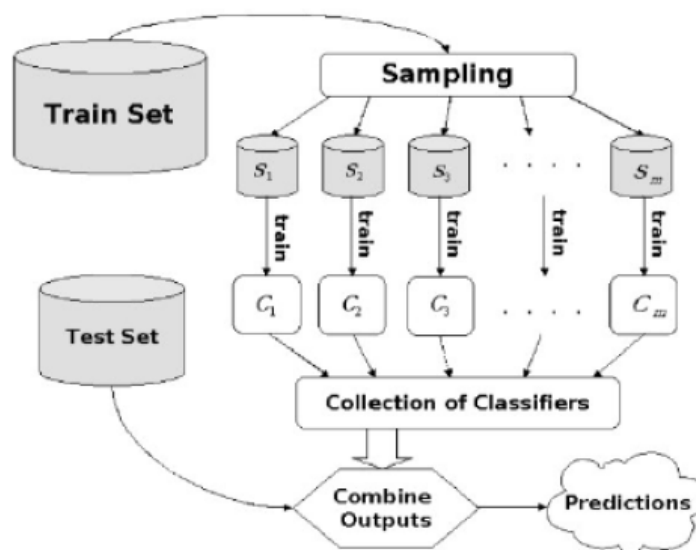 Sampling
Train Set
S1 S2 S3 . . . . Sm
train train train train train
C1 C2 C3 . . . . Cm
Test Set
Collection of Classifiers
Combine
Outputs
Predictions